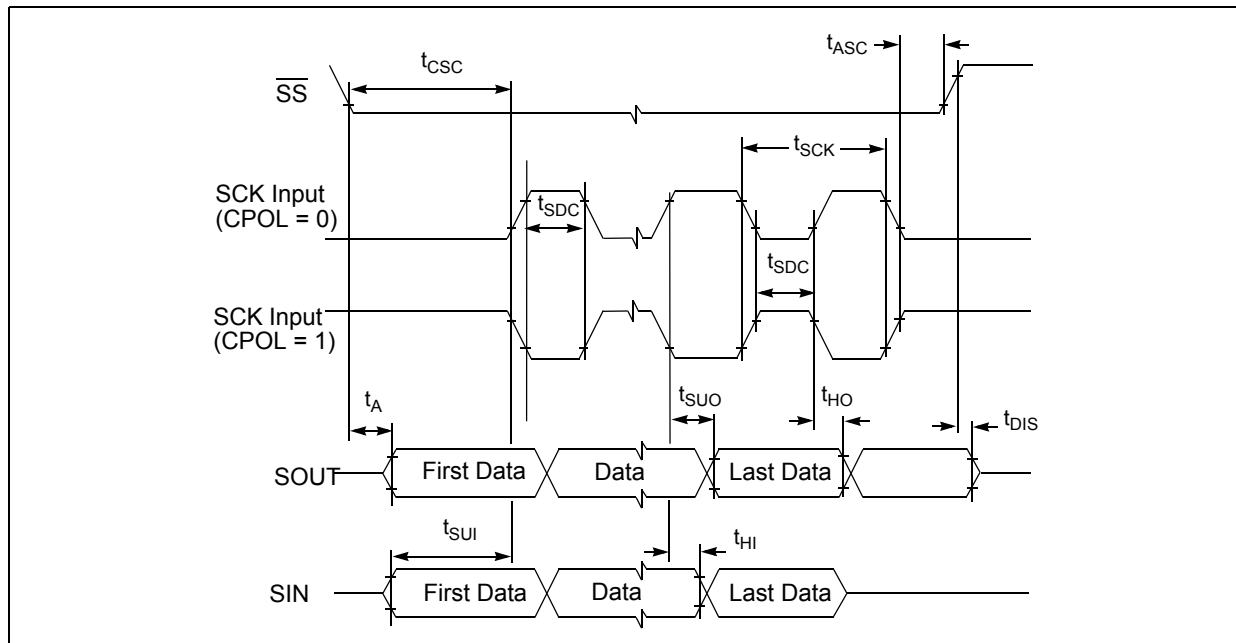 tASC
tCSC
SS
tSCK
SCK Input
(CPOL = 0)
tSDC
tSDC
SCK Input
(CPOL = 1)
tSUO
tHO
tA
tDIS
SOUT
First Data
Data
Last Data
tSUI
tHI
SIN
First Data
Data
Last Data